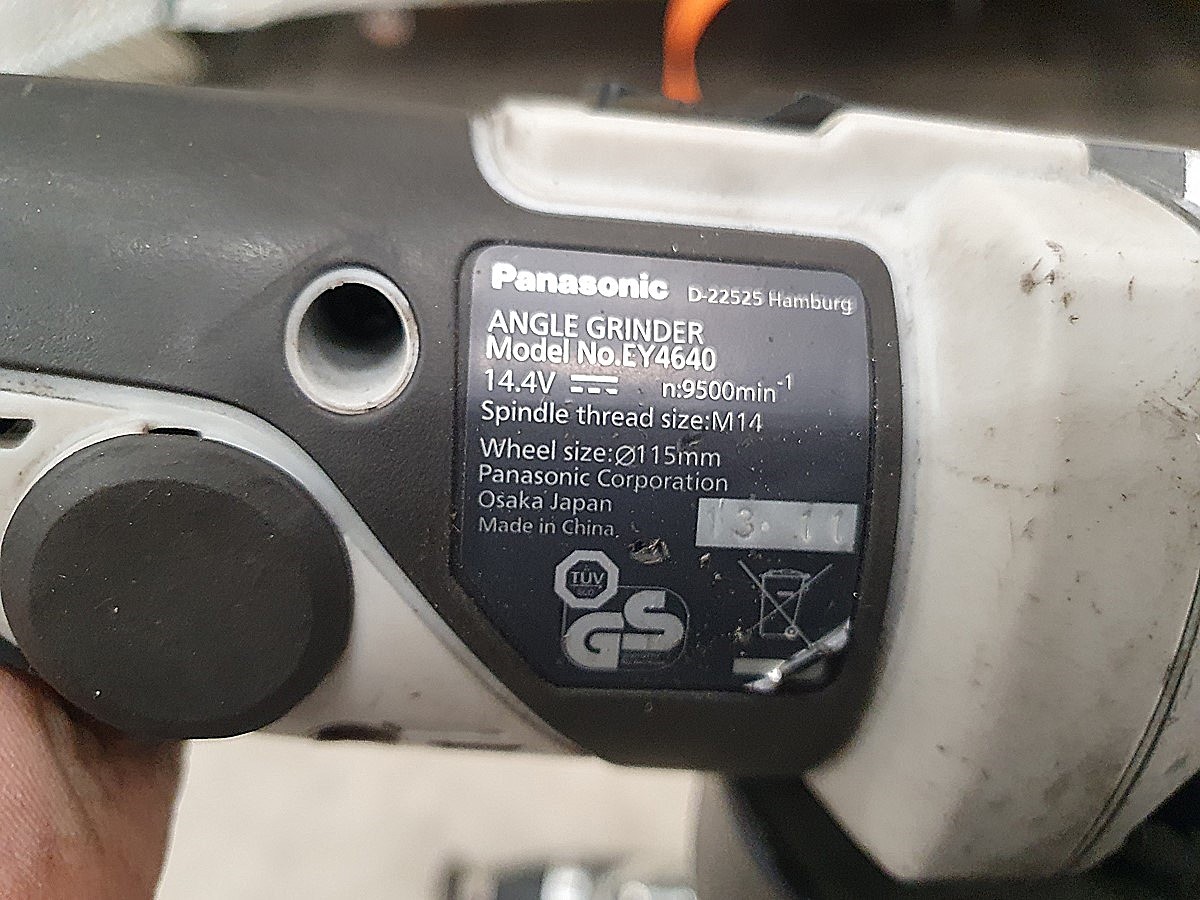 Panasonic D-22525 Hamburg
ANGLE GRINDER
Model No.EY4640
14.4V n:9500min-1
Spindle thread size:M14
Wheel size:Ø115mm
Panasonic Corporation
Osaka Japan
Made in China
13. 11
TÜV
GS